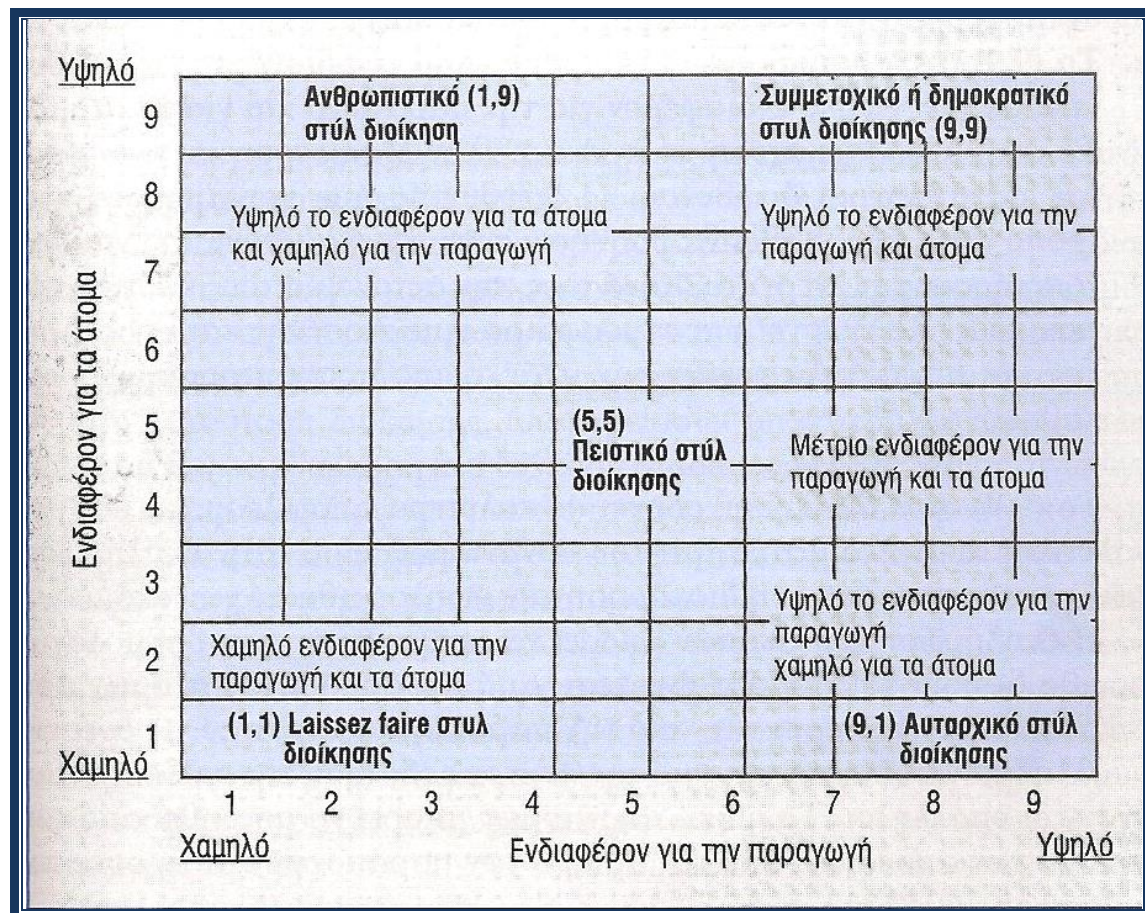 Υψηλό
9
8
7
6
5
4
3
2
1
Χαμηλό
Ενδιαφέρον για τα άτομα
Ανθρωπιστικό (1,9)
στύλ διοίκηση
Συμμετοχικό ή δημοκρατικό
στυλ διοίκησης (9,9)
Υψηλό το ενδιαφέρον για τα άτομα
και χαμηλό για την παραγωγή
Υψηλό το ενδιαφέρον για την
παραγωγή και άτομα
(5,5)
Πειστικό στύλ
διοίκησης
Μέτριο ενδιαφέρον για την
παραγωγή και τα άτομα
Χαμηλό ενδιαφέρον για την
παραγωγή και τα άτομα
Υψηλό το ενδιαφέρον για την
παραγωγή
χαμηλό για τα άτομα
(1,1) Laissez faire στυλ
διοίκησης
(9,1) Αυταρχικό στύλ
διοίκησης
1 2 3 4 5 6 7 8 9
Χαμηλό
Ενδιαφέρον για την παραγωγή
Υψηλό